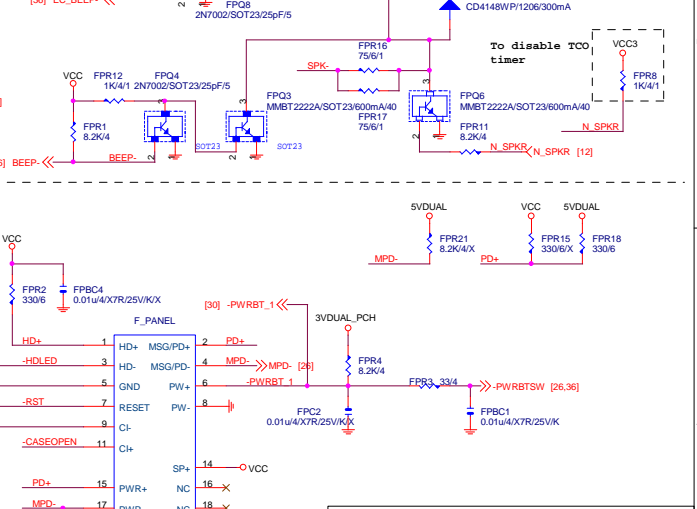 [36] EC_BEEP-
2
FPQ8
2N7002/SOT23/25pF/5
CD4148WP/1206/300mA
FPR16
75/6/1
SPK-
To disable TCO
timer
VCC3
FPR8
1K/4/1
VCC
FPR12
1K/4/1
FPQ4
2N7002/SOT23/25pF/5
3
FPQ3
MMBT2222A/SOT23/600mA/40
FPR17
75/6/1
3
FPQ6
MMBT2222A/SOT23/600mA/40
FPR1
8.2K/4
SOT23
SOT23
FPR11
8.2K/4
N_SPKR
N_SPKR
N_SPKR [12]
BEEP-
BEEP-
2
2
2
5VDUAL
VCC
5VDUAL
FPR21
8.2K/4/X
FPR15
330/6/X
FPR18
330/6
MPD-
PD+
VCC
FPR2
330/6
FPBC4
0.01u/4/X7R/25V/K/X
[30] -PWRBT_1
3VDUAL_PCH
F_PANEL
FPR4
8.2K/4
HD+ 1 HD+ MSG/PD+ 2 PD+
-HDLED 3 HD- MSG/PD- 4 MPD- MPD- [26]
5 GND PW+ 6 -PWRBT_1
FPR3 33/4
-PWRBTSW [26,36]
-RST 7 RESET PW- 8
FPC2
0.01u/4/X7R/25V/K/X
FPBC1
0.01u/4/X7R/25V/K
9 CI-
-CASEOPEN 11 CI+
SP+ 14 VCC
PD+ 15 PWR+ NC 16
MPD- 17 PWR- NC 18